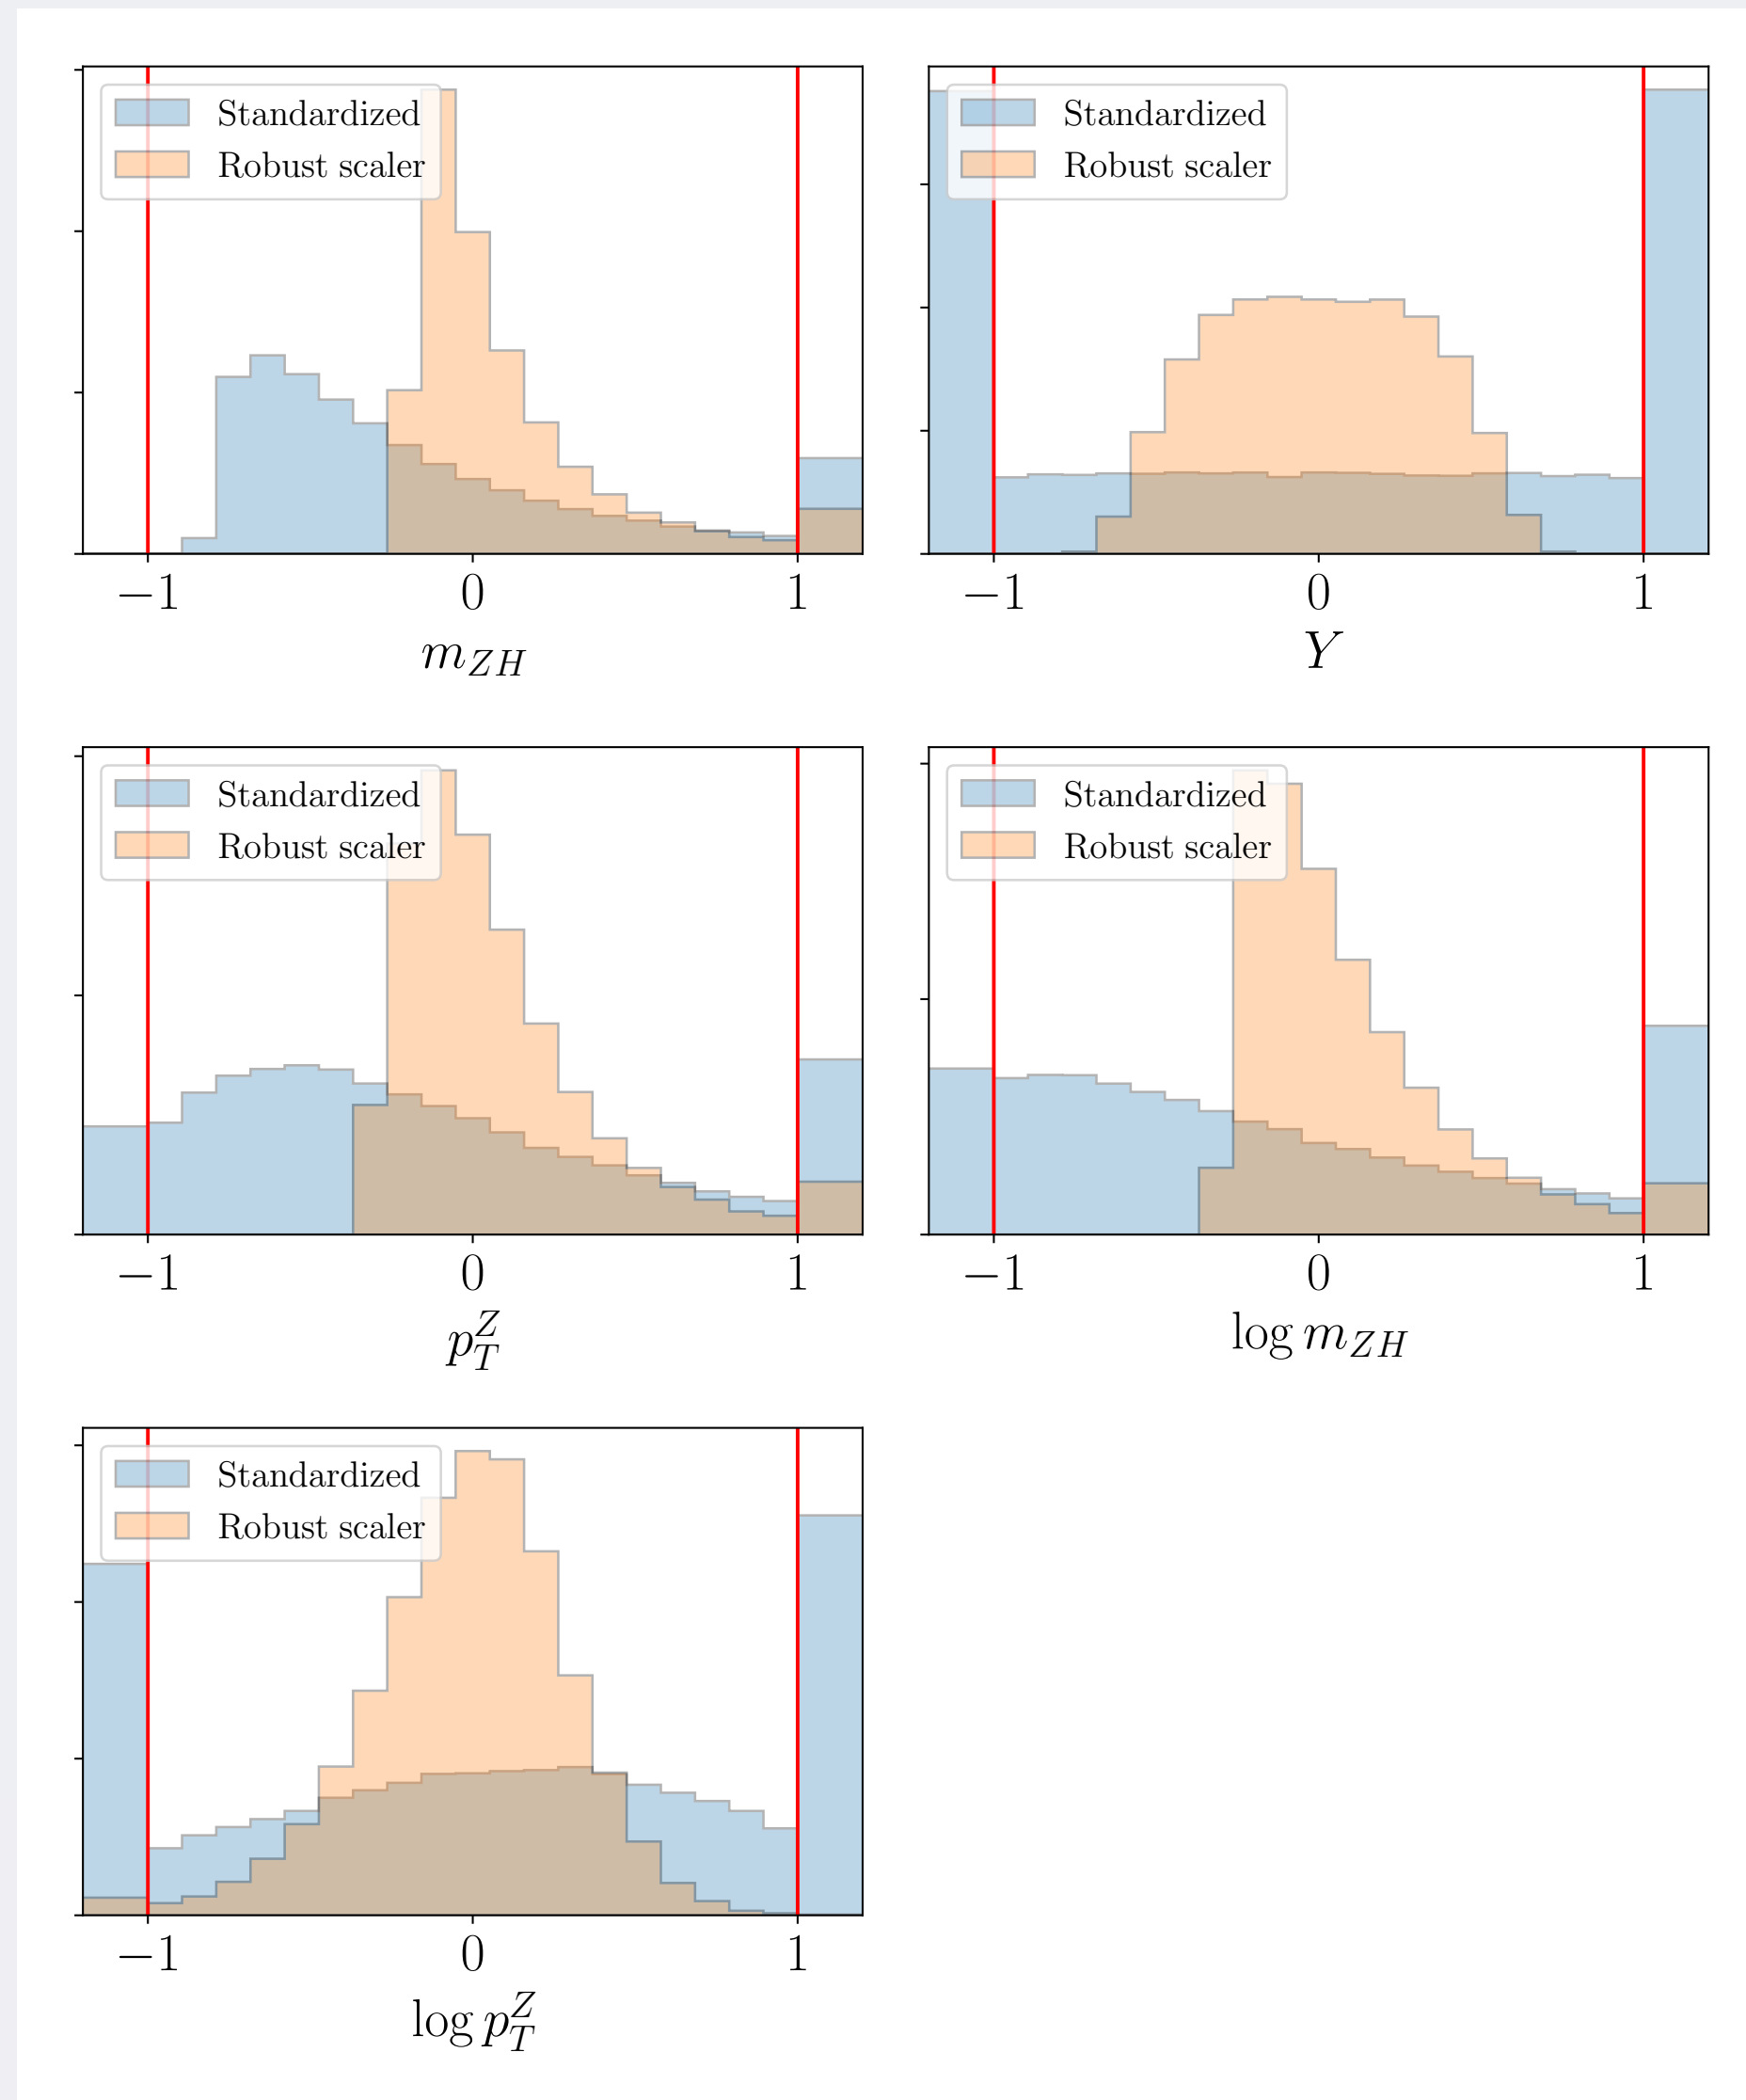 Standardized
Robust scaler
−1 0 1
m_{ZH}
Standardized
Robust scaler
−1 0 1
Y
Standardized
Robust scaler
−1 0 1
p_T^Z
Standardized
Robust scaler
−1 0 1
log m_{ZH}
Standardized
Robust scaler
−1 0 1
log p_T^Z